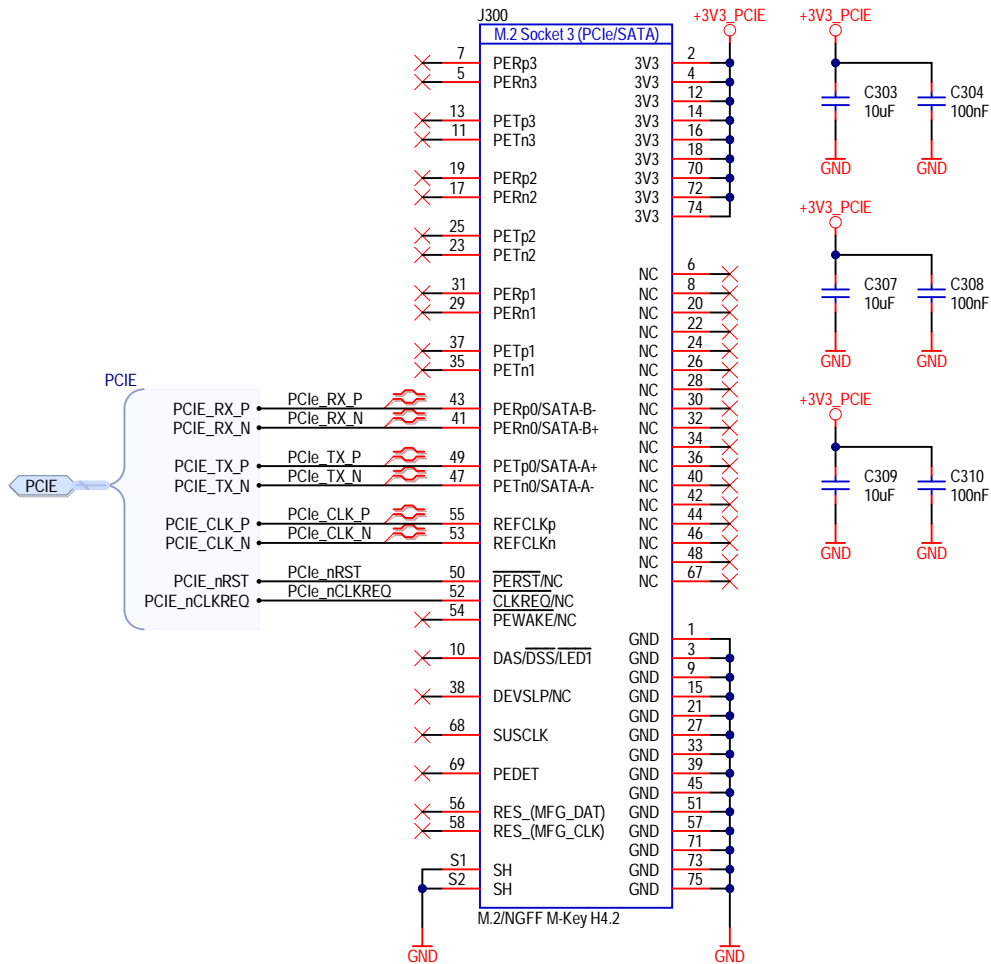 J300
M.2 Socket 3 (PCIe/SATA)
7 PERp3
5 PERn3
13 PETp3
11 PETn3
19 PERp2
17 PERn2
25 PETp2
23 PETn2
31 PERp1
29 PERn1
37 PETp1
35 PETn1
PCIE
PCIE
PCIE_RX_P PCIe_RX_P 43 PERp0/SATA-B-
PCIE_RX_N PCIe_RX_N 41 PERn0/SATA-B+
PCIE_TX_P PCIe_TX_P 49 PETp0/SATA-A+
PCIE_TX_N PCIe_TX_N 47 PETn0/SATA-A-
PCIE_CLK_P PCIe_CLK_P 55 REFCLKp
PCIE_CLK_N PCIe_CLK_N 53 REFCLKn
PCIE_nRST PCIe_nRST 50 PERST/NC
PCIE_nCLKREQ PCIe_nCLKREQ 52 CLKREQ/NC
54 PEWAKE/NC
10 DAS/DSS/LED1
38 DEVSLP/NC
68 SUSCLK
69 PEDET
56 RES_(MFG_DAT)
58 RES_(MFG_CLK)
S1 SH
S2 SH
GND
M.2/NGFF M-Key H4.2
+3V3_PCIE
3V3 2
3V3 4
3V3 12
3V3 14
3V3 16
3V3 18
3V3 70
3V3 72
3V3 74
NC 6
NC 8
NC 20
NC 22
NC 24
NC 26
NC 28
NC 30
NC 32
NC 34
NC 36
NC 40
NC 42
NC 44
NC 46
NC 48
NC 67
GND 1
GND 3
GND 9
GND 15
GND 21
GND 27
GND 33
GND 39
GND 45
GND 51
GND 57
GND 71
GND 73
GND 75
GND
+3V3_PCIE
C303 C304
10uF 100nF
GND GND
+3V3_PCIE
C307 C308
10uF 100nF
GND GND
+3V3_PCIE
C309 C310
10uF 100nF
GND GND